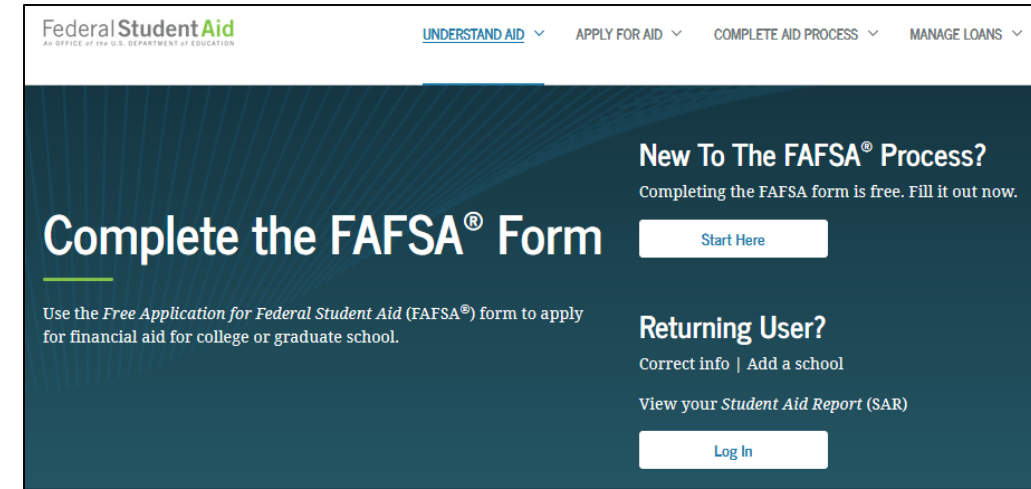 Federal Student Aid
An OFFICE of the U.S. DEPARTMENT of EDUCATION
UNDERSTAND AID
APPLY FOR AID
COMPLETE AID PROCESS
MANAGE LOANS
Complete the FAFSA® Form
Use the Free Application for Federal Student Aid (FAFSA®) form to apply
for financial aid for college or graduate school.
New To The FAFSA® Process?
Completing the FAFSA form is free. Fill it out now.
Start Here
Returning User?
Correct info | Add a school
View your Student Aid Report (SAR)
Log In